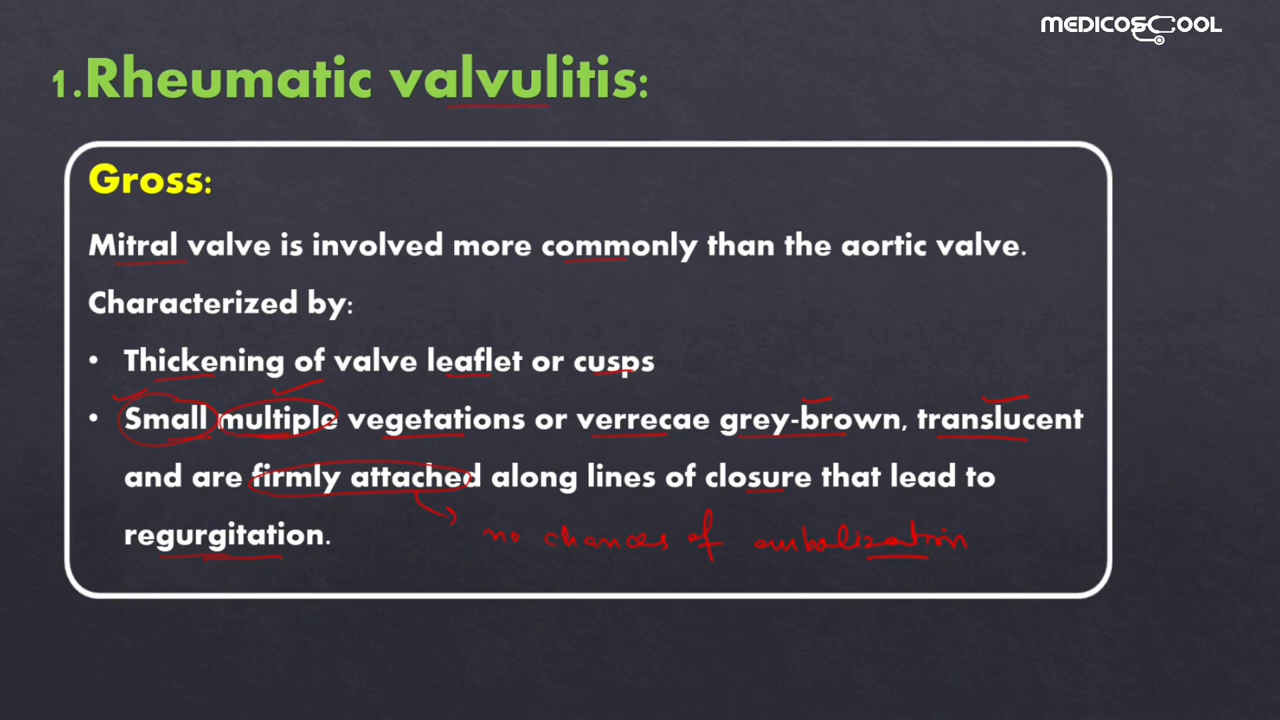 MEDICOSCOOL
1.Rheumatic valvulitis:
Gross:
Mitral valve is involved more commonly than the aortic valve.
Characterized by:
• Thickening of valve leaflet or cusps
• Small multiple vegetations or verrecae grey-brown, translucent
and are firmly attached along lines of closure that lead to
regurgitation.
no chances of embolization